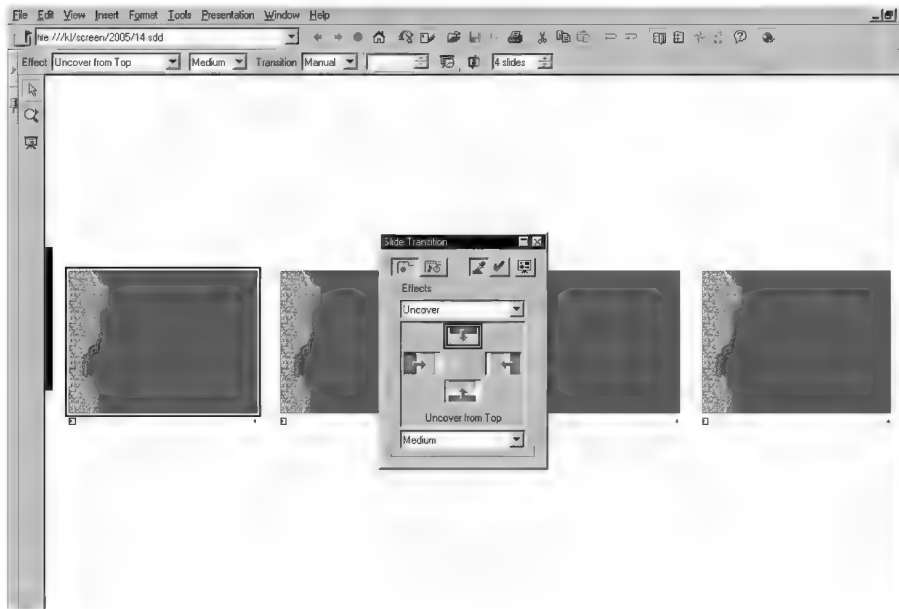 File Edit View Insert Format Tools Presentation Window Help
file:///k|/screen/2005/14 sdd
Effect Uncover from Top Medium Transition Manual 4 slides
Slide Transition
Effects
Uncover
Uncover from Top
Medium